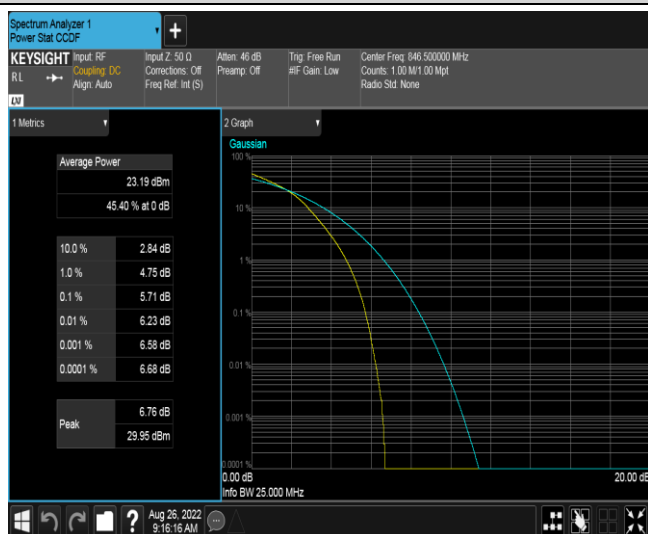 Spectrum Analyzer 1
Power Stat CCDF
+
KEYSIGHT
RL
LXI
Input: RF
Coupling: DC
Align: Auto
Input Z: 50 Ω
Corrections: Off
Freq Ref: Int (S)
Atten: 46 dB
Preamp: Off
Trig: Free Run
#IF Gain: Low
Center Freq: 846.500000 MHz
Counts: 1.00 M/1.00 Mpt
Radio Std: None
1 Metrics
Average Power
23.19 dBm
45.40 % at 0 dB
10.0 % 2.84 dB
1.0 % 4.75 dB
0.1 % 5.71 dB
0.01 % 6.23 dB
0.001 % 6.58 dB
0.0001 % 6.68 dB
Peak
6.76 dB
29.95 dBm
2 Graph
Gaussian
100 %
10 %
1 %
0.1 %
0.01 %
0.001 %
0.0001 %
0.00 dB 20.00 dB
Info BW 25.000 MHz
?
Aug 26, 2022
9:16:16 AM